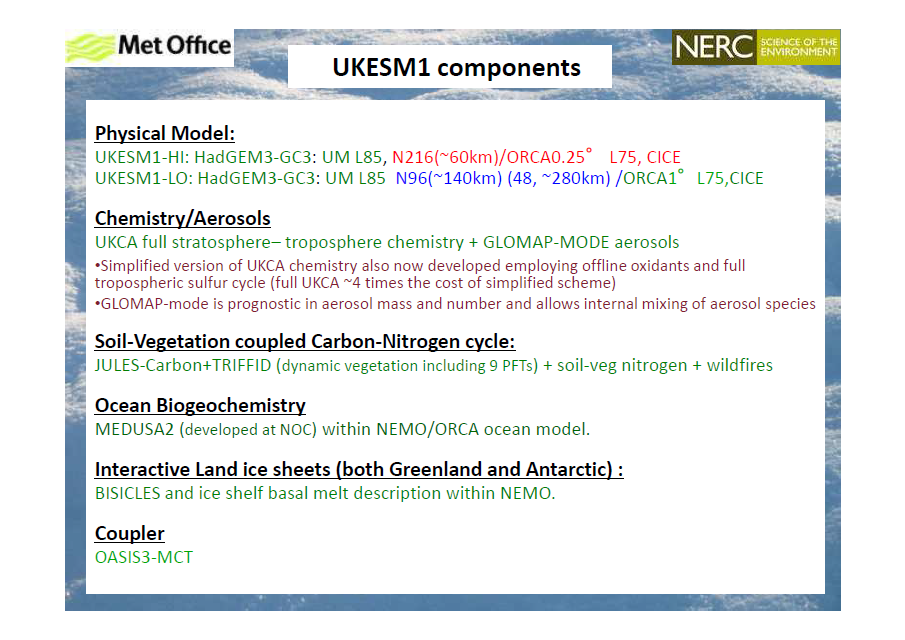 Met Office
NERC SCIENCE OF THE
ENVIRONMENT
UKESM1 components
Physical Model:
UKESM1-HI: HadGEM3-GC3: UM L85, N216(~60km)/ORCA0.25° L75, CICE
UKESM1-LO: HadGEM3-GC3: UM L85 N96(~140km) (48, ~280km) /ORCA1° L75,CICE
Chemistry/Aerosols
UKCA full stratosphere– troposphere chemistry + GLOMAP-MODE aerosols
•Simplified version of UKCA chemistry also now developed employing offline oxidants and full
tropospheric sulfur cycle (full UKCA ~4 times the cost of simplified scheme)
•GLOMAP-mode is prognostic in aerosol mass and number and allows internal mixing of aerosol species
Soil-Vegetation coupled Carbon-Nitrogen cycle:
JULES-Carbon+TRIFFID (dynamic vegetation including 9 PFTs) + soil-veg nitrogen + wildfires
Ocean Biogeochemistry
MEDUSA2 (developed at NOC) within NEMO/ORCA ocean model.
Interactive Land ice sheets (both Greenland and Antarctic) :
BISICLES and ice shelf basal melt description within NEMO.
Coupler
OASIS3-MCT